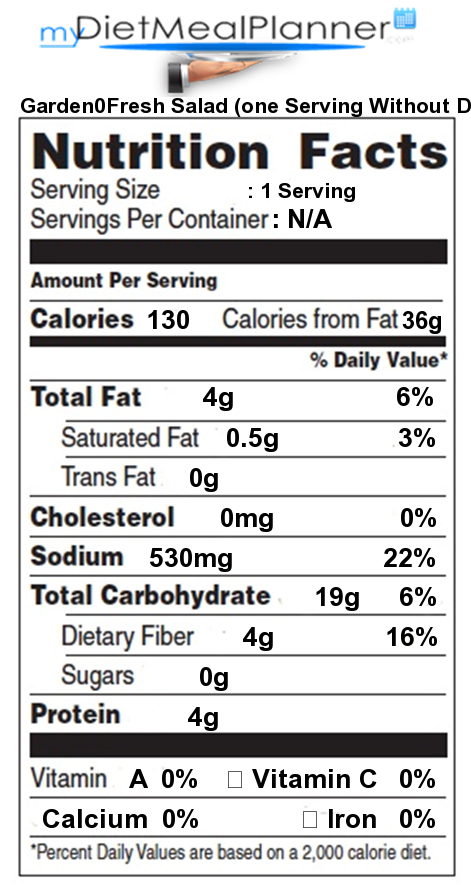 myDietMealPlanner.com
Garden0Fresh Salad (one Serving Without D
Nutrition Facts
Serving Size : 1 Serving
Servings Per Container : N/A
Amount Per Serving
Calories 130 Calories from Fat 36g
% Daily Value*
Total Fat 4g 6%
Saturated Fat 0.5g 3%
Trans Fat 0g
Cholesterol 0mg 0%
Sodium 530mg 22%
Total Carbohydrate 19g 6%
Dietary Fiber 4g 16%
Sugars 0g
Protein 4g
Vitamin A 0% □ Vitamin C 0%
Calcium 0% □ Iron 0%
*Percent Daily Values are based on a 2,000 calorie diet.